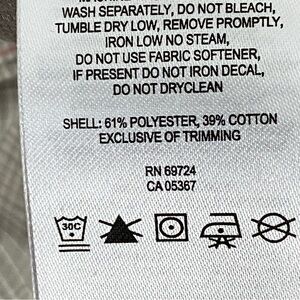 WASH SEPARATELY, DO NOT BLEACH,
TUMBLE DRY LOW, REMOVE PROMPTLY,
IRON LOW NO STEAM,
DO NOT USE FABRIC SOFTENER,
IF PRESENT DO NOT IRON DECAL,
DO NOT DRYCLEAN
SHELL: 61% POLYESTER, 39% COTTON
EXCLUSIVE OF TRIMMING
RN 69724
CA 05367
30C